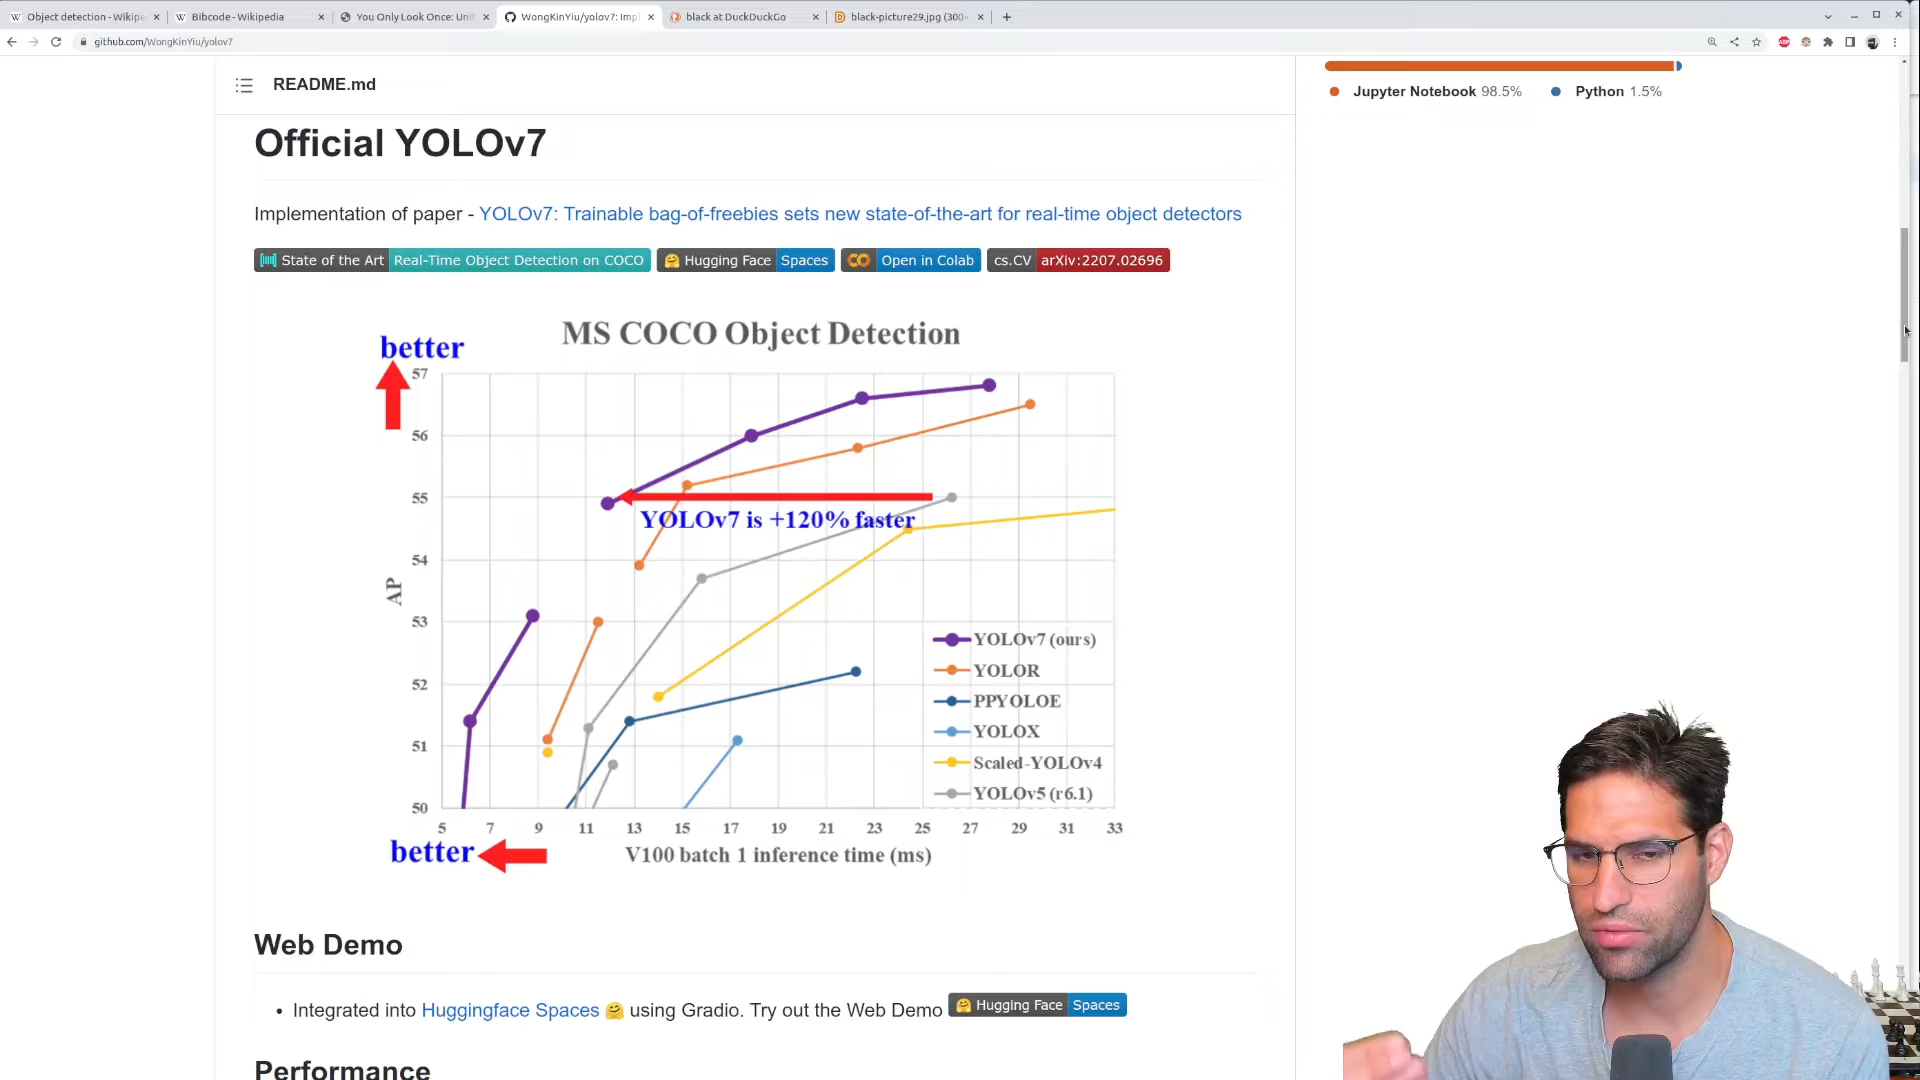 Object detection - Wikipe
Bibcode - Wikipedia
You Only Look Once: Uni
WongKinYiu/yolov7: Imp
black at DuckDuckGo
black-picture29.jpg (300
github.com/WongKinYiu/yolov7
README.md
Jupyter Notebook 98.5%
Python 1.5%
Official YOLOv7
Implementation of paper - YOLOv7: Trainable bag-of-freebies sets new state-of-the-art for real-time object detectors
State of the Art Real-Time Object Detection on COCO
Hugging Face Spaces
Open in Colab
cs.CV arXiv:2207.02696
MS COCO Object Detection
better
57
56
55
54
53
52
51
50
AP
YOLOv7 is +120% faster
YOLOv7 (ours)
YOLOR
PPYOLOE
YOLOX
Scaled-YOLOv4
YOLOv5 (r6.1)
5 7 9 11 13 15 17 19 21 23 25 27 29 31 33
better
V100 batch 1 inference time (ms)
Web Demo
• Integrated into Huggingface Spaces 🤗 using Gradio. Try out the Web Demo Hugging Face Spaces
Performance